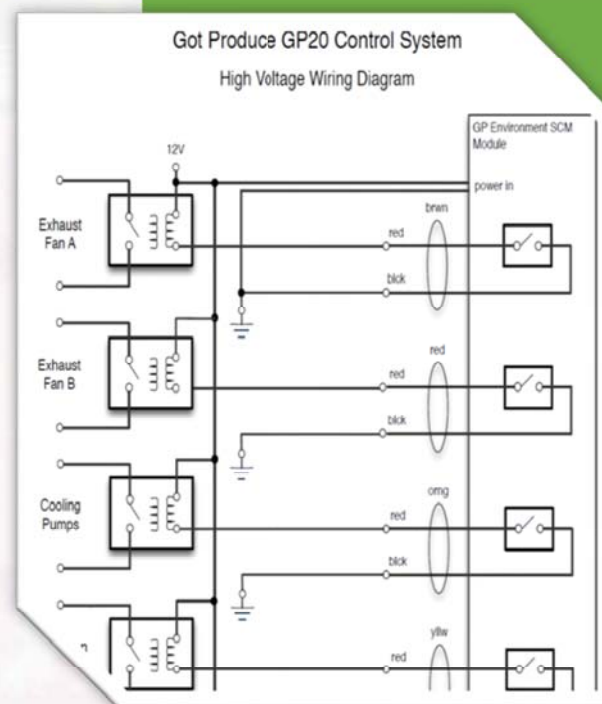 Got Produce GP20 Control System
High Voltage Wiring Diagram
GP Environment SCM
Module
12V
power in
brwn
red
Exhaust
Fan A
blck
red
red
Exhaust
Fan B
blck
orng
red
Cooling
Pumps
blck
yllw
red